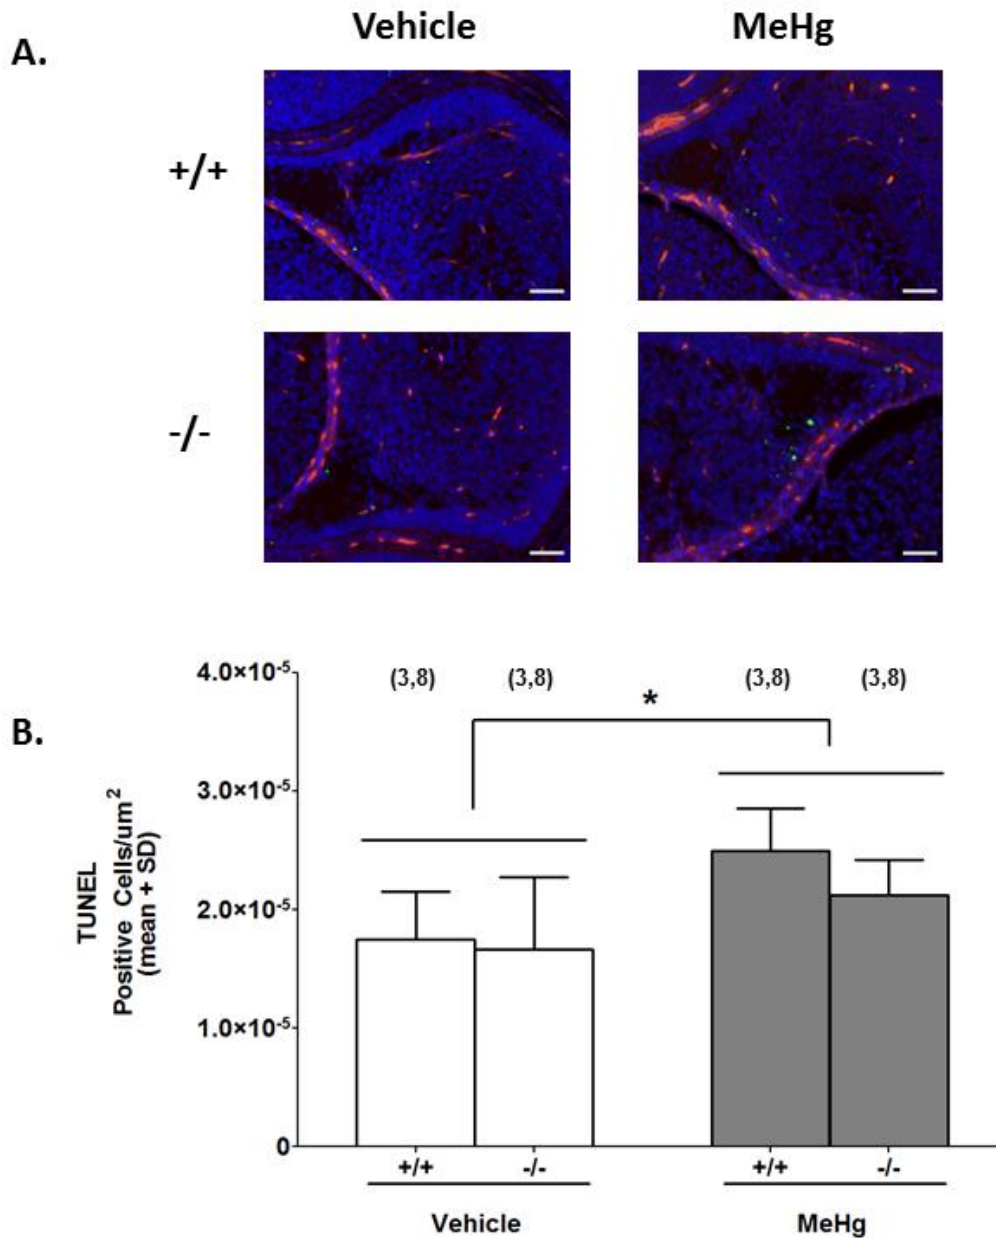 Vehicle MeHg
A.
+/+
-/-
4.0×10⁻⁵ (3,8) (3,8) (3,8) (3,8)
*
B.
3.0×10⁻⁵
TUNEL
Positive Cells/um²
(mean + SD)
2.0×10⁻⁵
1.0×10⁻⁵
0
+/+ -/- +/+ -/-
Vehicle MeHg